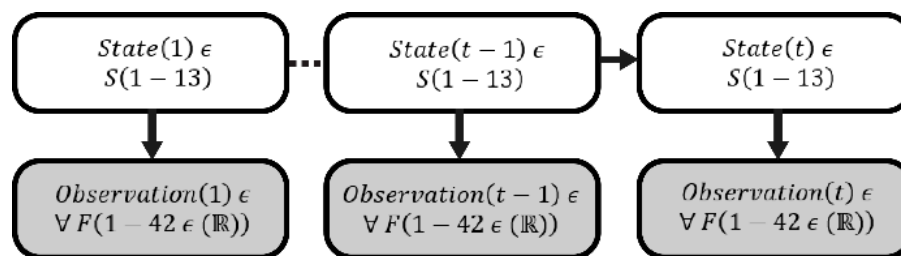 State(1) ϵ
S(1 − 13)
State(t − 1) ϵ
S(1 − 13)
State(t) ϵ
S(1 − 13)
Observation(1) ϵ
∀ F(1 − 42 ϵ (ℝ))
Observation(t − 1) ϵ
∀ F(1 − 42 ϵ (ℝ))
Observation(t) ϵ
∀ F(1 − 42 ϵ (ℝ))